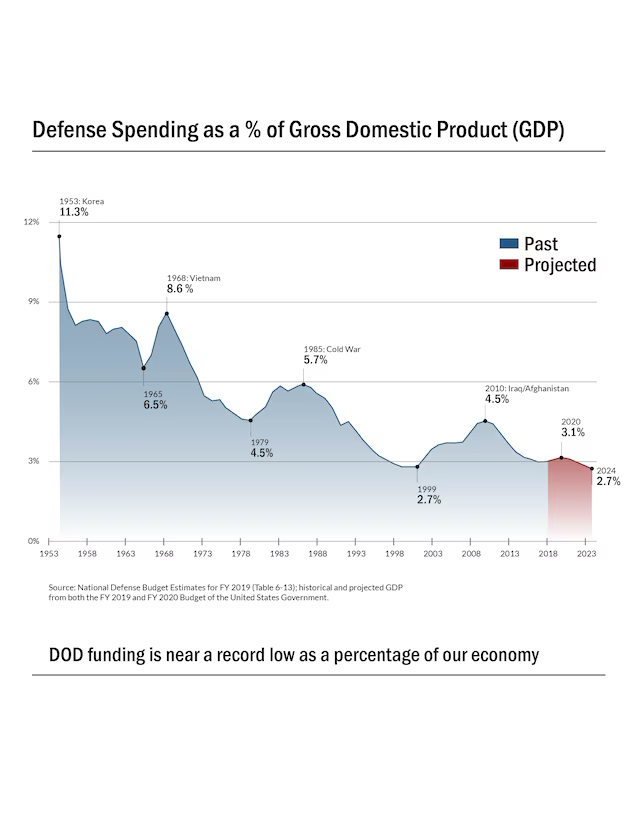 Defense Spending as a % of Gross Domestic Product (GDP)
1953: Korea
11.3%
12%
Past
Projected
1968: Vietnam
8.6 %
9%
1985: Cold War
5.7%
6%
2010: Iraq/Afghanistan
4.5%
1965
6.5%
2020
3.1%
1979
4.5%
3%
2024
2.7%
1999
2.7%
0%
1953 1958 1963 1968 1973 1978 1983 1988 1993 1998 2003 2008 2013 2018 2023
Source: National Defense Budget Estimates for FY 2019 (Table 6-13); historical and projected GDP
from both the FY 2019 and FY 2020 Budget of the United States Government.
DOD funding is near a record low as a percentage of our economy